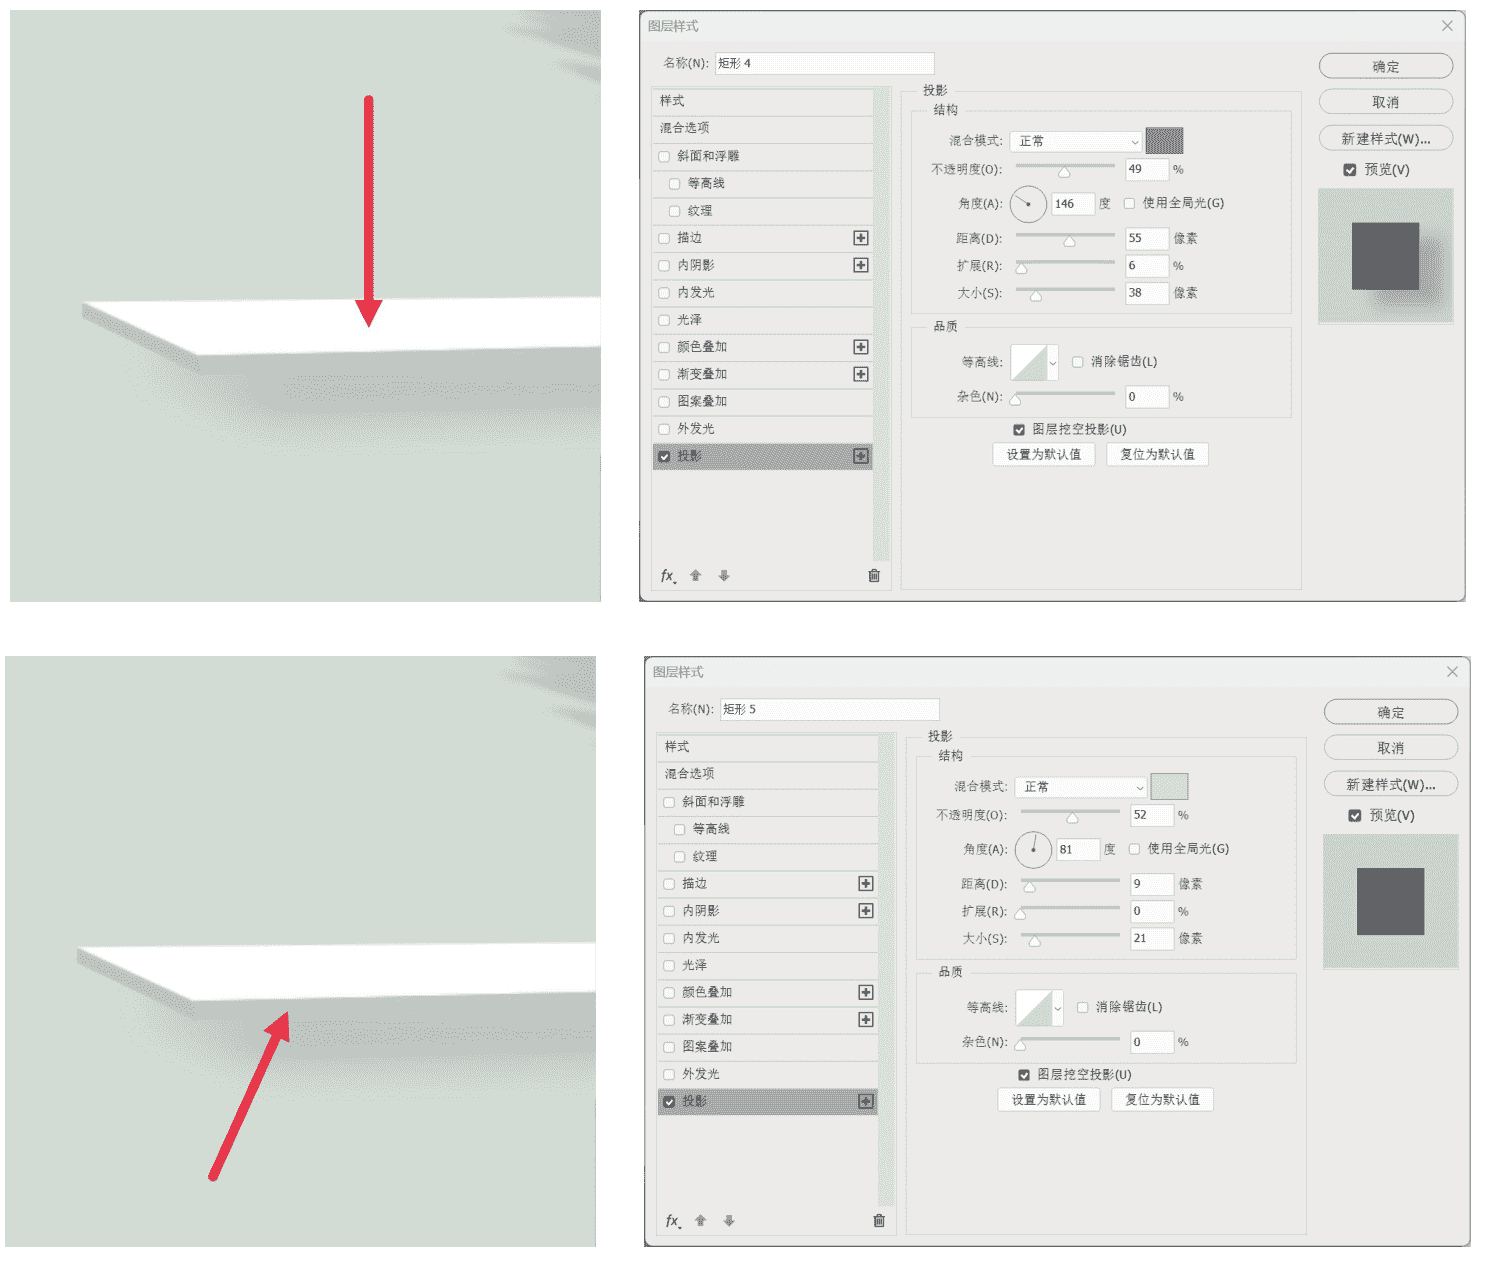 图层样式
名称(N): 矩形 4
样式
混合选项
斜面和浮雕
等高线
纹理
描边
内阴影
内发光
光泽
颜色叠加
渐变叠加
图案叠加
外发光
投影
fx
投影
结构
混合模式: 正常
不透明度(O): 49 %
角度(A): 146 度 使用全局光(G)
距离(D): 55 像素
扩展(R): 6 %
大小(S): 38 像素
品质
等高线: 消除锯齿(L)
杂色(N): 0 %
图层挖空投影(U)
设置为默认值 复位为默认值
确定
取消
新建样式(W)...
预览(V)
图层样式
名称(N): 矩形 5
样式
混合选项
斜面和浮雕
等高线
纹理
描边
内阴影
内发光
光泽
颜色叠加
渐变叠加
图案叠加
外发光
投影
fx
投影
结构
混合模式: 正常
不透明度(O): 52 %
角度(A): 81 度 使用全局光(G)
距离(D): 9 像素
扩展(R): 0 %
大小(S): 21 像素
品质
等高线: 消除锯齿(L)
杂色(N): 0 %
图层挖空投影(U)
设置为默认值 复位为默认值
确定
取消
新建样式(W)...
预览(V)